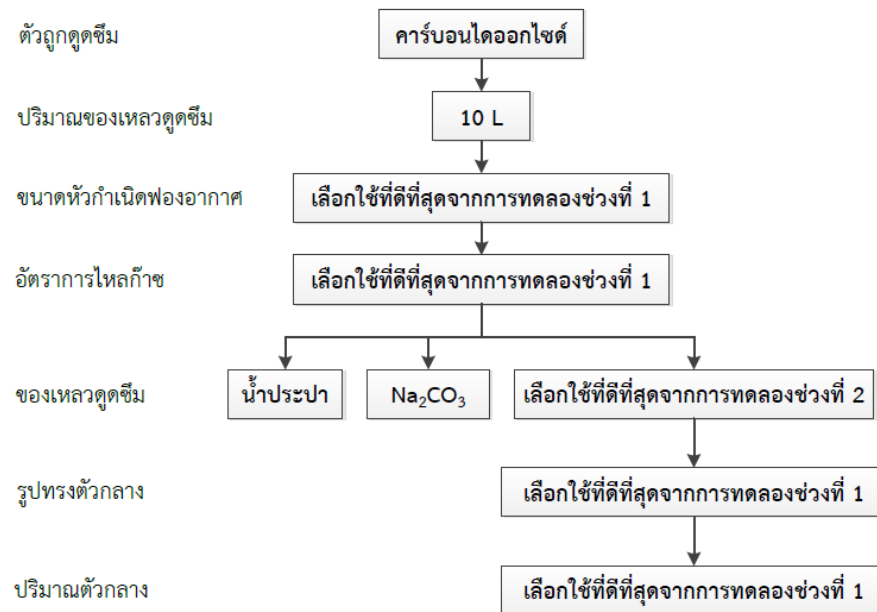 ตัวถูกดูดซึม คาร์บอนไดออกไซด์
ปริมาณของเหลวดูดซึม 10 L
ขนาดหัวกำเนิดฟองอากาศ เลือกใช้ที่ดีที่สุดจากการทดลองช่วงที่ 1
อัตราการไหลก๊าซ เลือกใช้ที่ดีที่สุดจากการทดลองช่วงที่ 1
ของเหลวดูดซึม น้ำประปา Na₂CO₃ เลือกใช้ที่ดีที่สุดจากการทดลองช่วงที่ 2
รูปทรงตัวกลาง เลือกใช้ที่ดีที่สุดจากการทดลองช่วงที่ 1
ปริมาณตัวกลาง เลือกใช้ที่ดีที่สุดจากการทดลองช่วงที่ 1